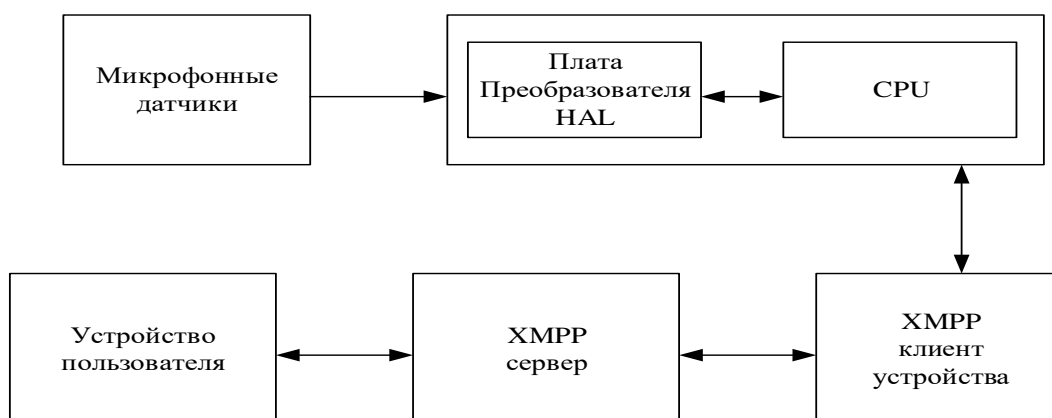 Микрофонные
датчики
Плата
Преобразователя
HAL
CPU
Устройство
пользователя
XMPP
сервер
XMPP
клиент
устройства